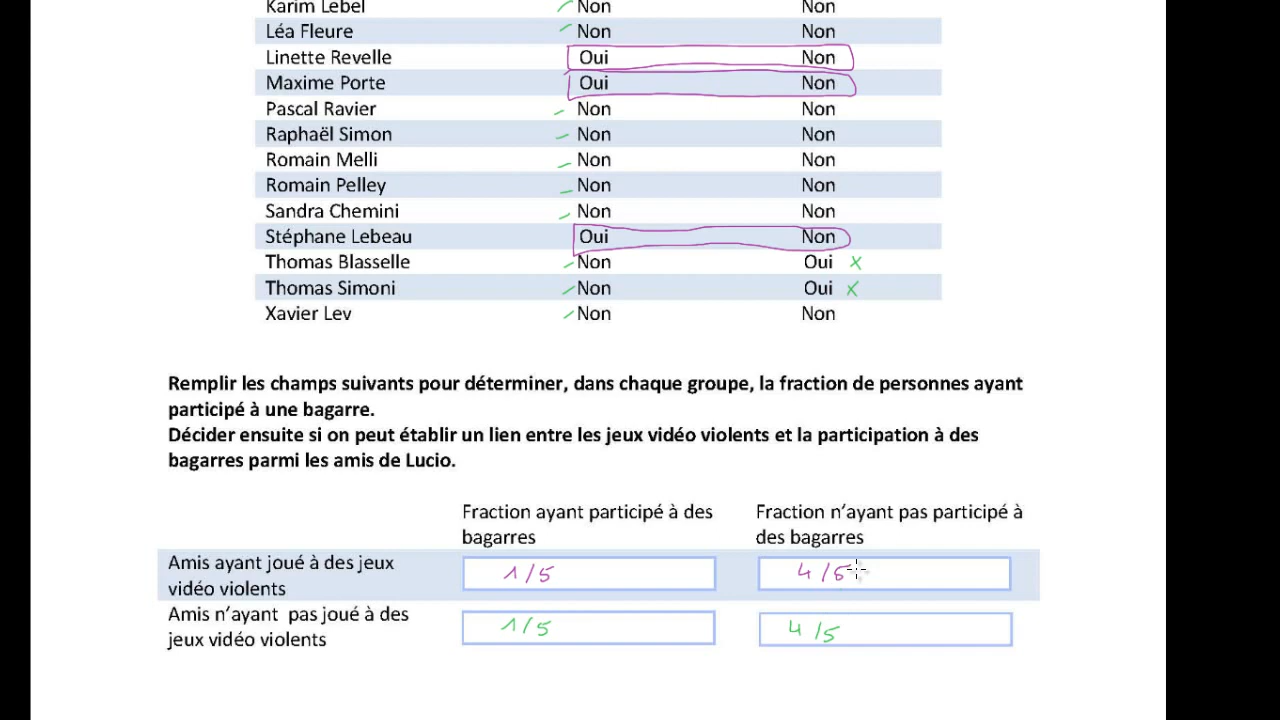 Karim Lebel Non Non
Léa Fleure Non Non
Linette Revelle Oui Non
Maxime Porte Oui Non
Pascal Ravier Non Non
Raphaël Simon Non Non
Romain Melli Non Non
Romain Pelley Non Non
Sandra Chemini Non Non
Stéphane Lebeau Oui Non
Thomas Blasselle Non Oui x
Thomas Simoni Non Oui x
Xavier Lev Non Non
Remplir les champs suivants pour déterminer, dans chaque groupe, la fraction de personnes ayant
participé à une bagarre.
Décider ensuite si on peut établir un lien entre les jeux vidéo violents et la participation à des
bagarres parmi les amis de Lucio.
Fraction ayant participé à des
bagarres
Fraction n'ayant pas participé à
des bagarres
Amis ayant joué à des jeux
vidéo violents
1/5
4/5
Amis n'ayant pas joué à des
jeux vidéo violents
1/5
4/5